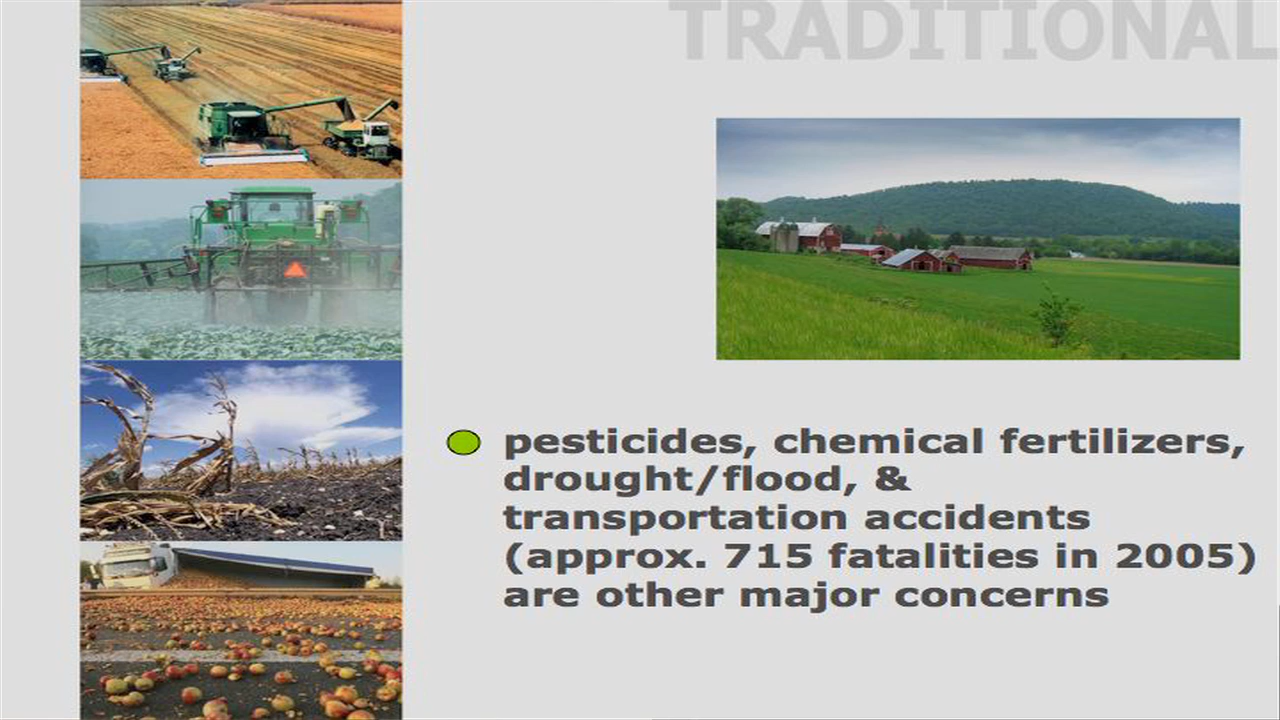 TRADITIONAL
pesticides, chemical fertilizers,
drought/flood, &
transportation accidents
(approx. 715 fatalities in 2005)
are other major concerns